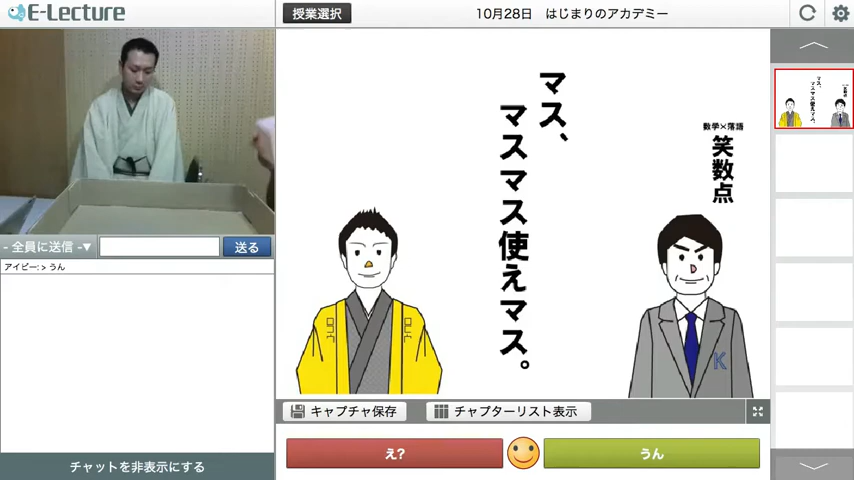 E-Lecture
授業選択
10月28日 はじまりのアカデミー
- 全員に送信 -▼
送る
アイビー: > うん
チャットを非表示にする
マス、
マスマス使えマス。
数学×落語
笑数点
K
キャプチャ保存
チャプターリスト表示
え?
うん